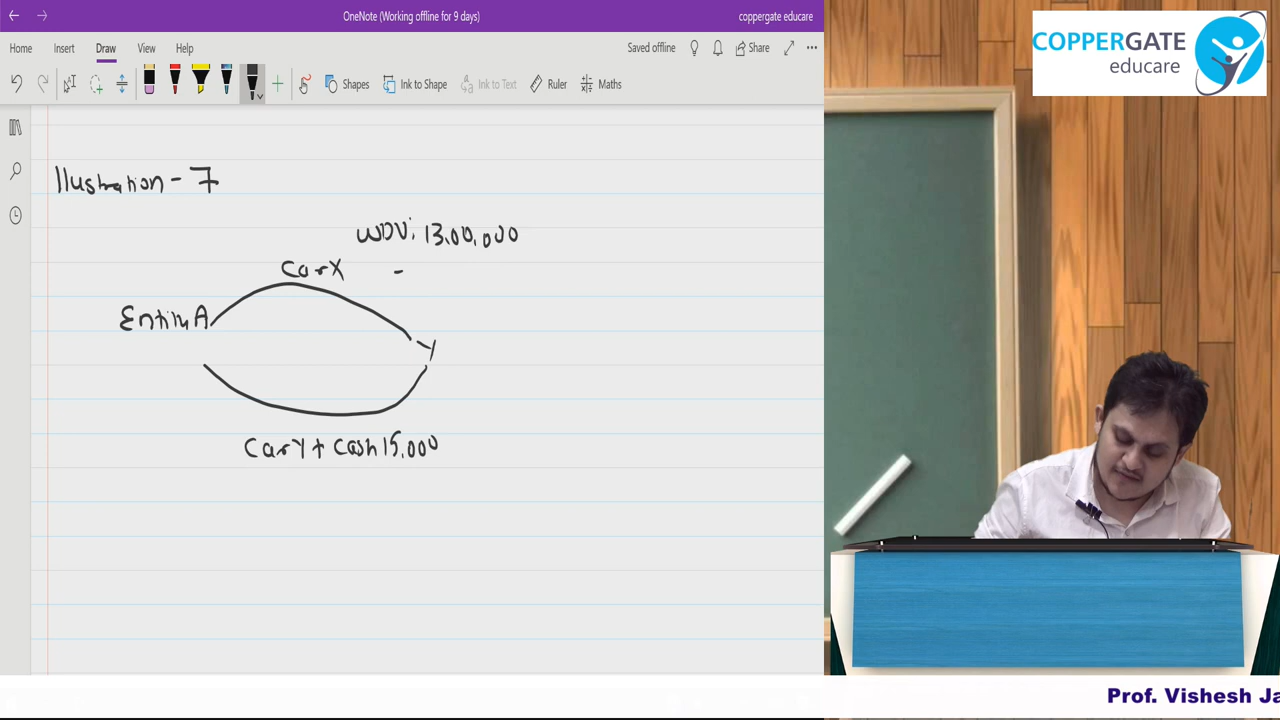 OneNote (Working offline for 9 days)
coppergate educare
Home Insert Draw View Help
Saved offline
Share
Shapes
Ink to Shape
Ink to Text
Ruler
Maths
COPPERGATE
educare
Illustration - 7
WDV: 13,00,000
Car X
Entity A
Y
Car Y + Cash 15,000
Prof. Vishesh Ja